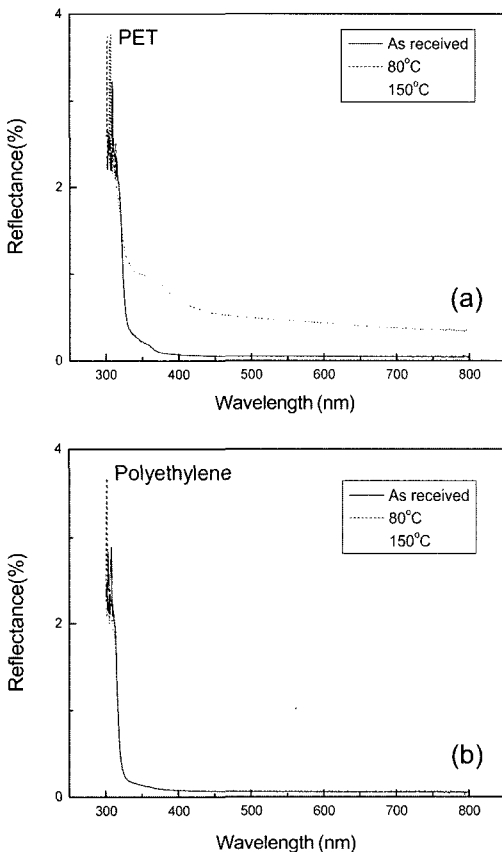 4
PET
As received
80°C
150°C
Reflectance(%)
2
(a)
0
300 400 500 600 700 800
Wavelength (nm)
4
Polyethylene
As received
80°C
150°C
Reflectance(%)
2
(b)
0
300 400 500 600 700 800
Wavelength (nm)